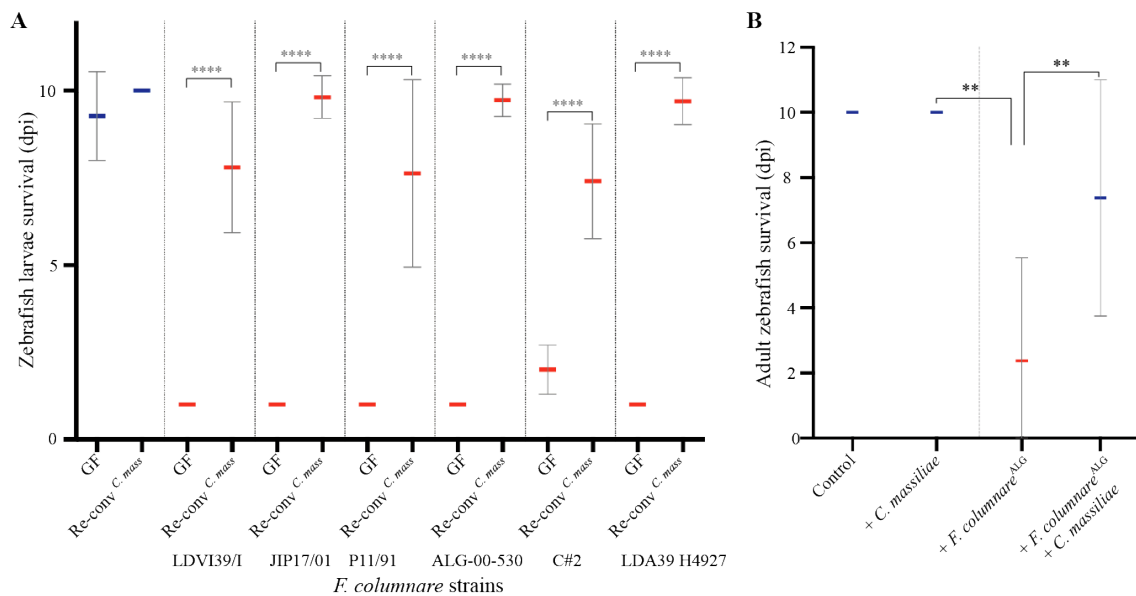 A
Zebrafish larvae survival (dpi)
10
5
0
****
****
****
****
****
****
GF
Re-conv C. mass
GF
Re-conv C. mass
GF
Re-conv C. mass
GF
Re-conv C. mass
GF
Re-conv C. mass
GF
Re-conv C. mass
GF
Re-conv C. mass
LDVI39/I
JIP17/01
P11/91
ALG-00-530
C#2
LDA39 H4927
F. columnare strains
B
Adult zebrafish survival (dpi)
12
10
8
6
4
2
0
**
**
Control
+ C. massiliae
+ F. columnare ALG
+ F. columnare ALG
+ C. massiliae